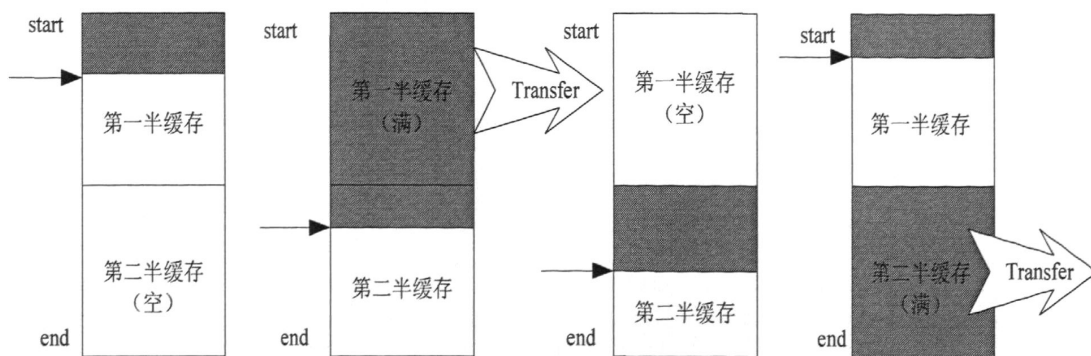 start
第一半缓存
第二半缓存
（空）
end
start
第一半缓存
（满）
Transfer
第二半缓存
end
start
第一半缓存
（空）
第二半缓存
end
start
第一半缓存
第二半缓存
（满）
Transfer
end